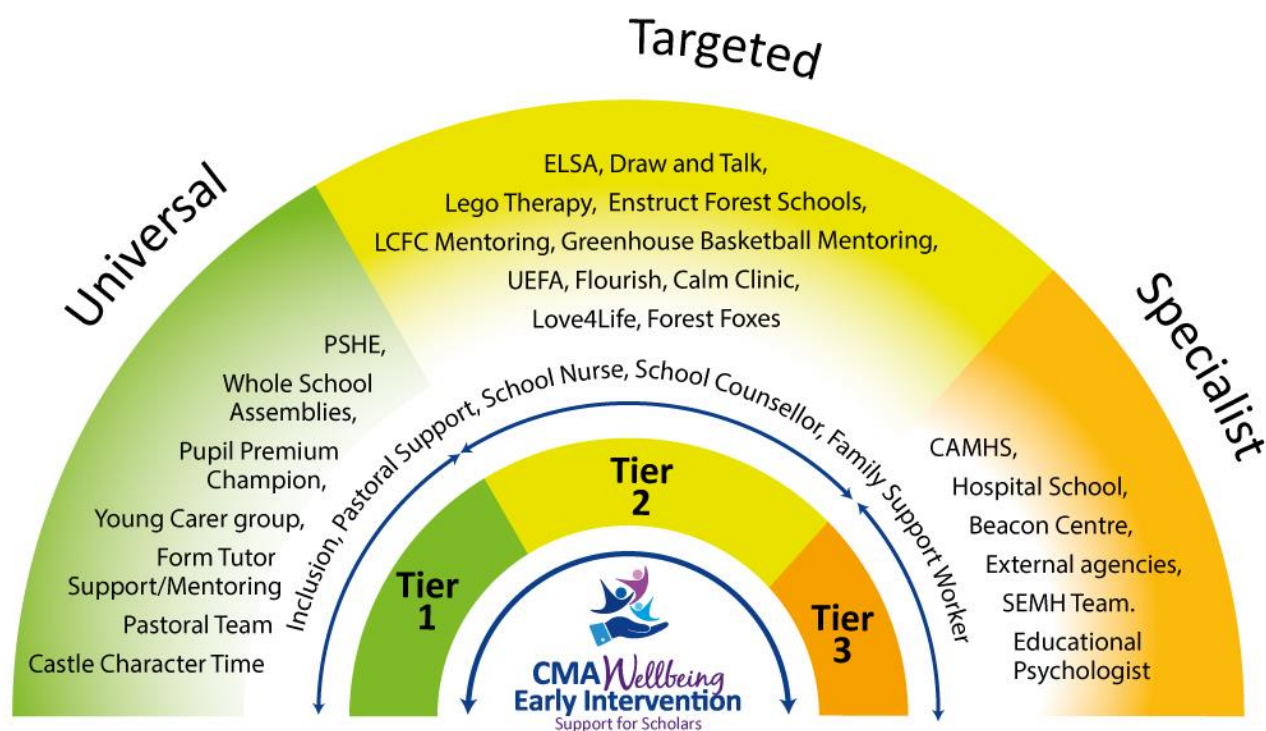 Targeted
Universal
Specialist
ELSA, Draw and Talk,
Lego Therapy, Enstruct Forest Schools,
LCFC Mentoring, Greenhouse Basketball Mentoring,
UEFA, Flourish, Calm Clinic,
Love4Life, Forest Foxes
PSHE,
Whole School
Assemblies,
Pupil Premium
Champion,
Young Carer group,
Form Tutor
Support/Mentoring
Pastoral Team
Castle Character Time
Inclusion, Pastoral Support, School Nurse, School Counsellor, Family Support Worker
CAMHS,
Hospital School,
Beacon Centre,
External agencies,
SEMH Team.
Educational
Psychologist
Tier
1
Tier
2
Tier
3
CMA Wellbeing
Early Intervention
Support for Scholars